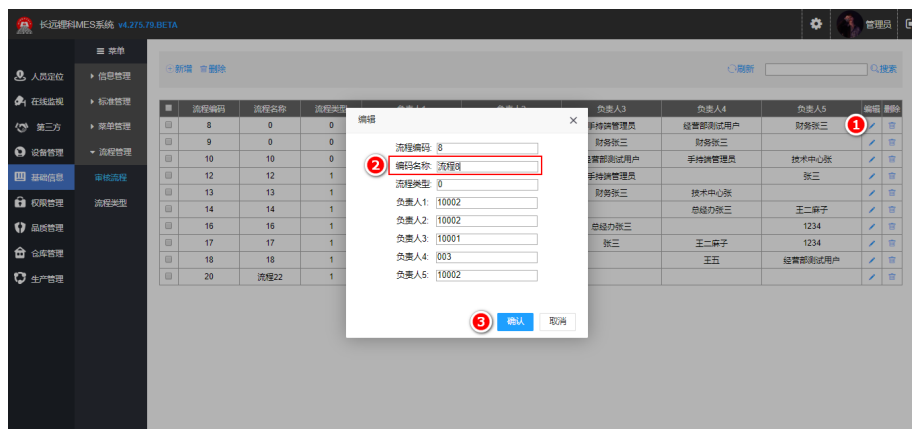 长远锂科MES系统 v4.275.79.BETA
管理员
菜单
人员定位
在线监视
第三方
设备管理
基础信息
权限管理
品质管理
仓库管理
生产管理
信息管理
标准管理
菜单管理
流程管理
审核流程
流程类型
新增 删除
刷新
搜索
流程编码 流程名称 流程类型 负责人3 负责人4 负责人5 编辑 删除
8 0 0 手持端管理员 经营部测试用户 财务张三
9 0 0 财务张三 财务张三
10 10 0 经营部测试用户 手持端管理员 技术中心张
12 12 1 手持端管理员 张三
13 13 1 财务张三 技术中心张
14 14 1 总经办张三 王二麻子
16 16 1 总经办张三 1234
17 17 1 张三 王二麻子 1234
18 18 1 王五 经营部测试用户
20 流程22 1
编辑
流程编码: 8
编码名称: 流程8
流程类型: 0
负责人1: 10002
负责人2: 10002
负责人3: 10001
负责人4: 003
负责人5: 10002
确认 取消
1
2
3